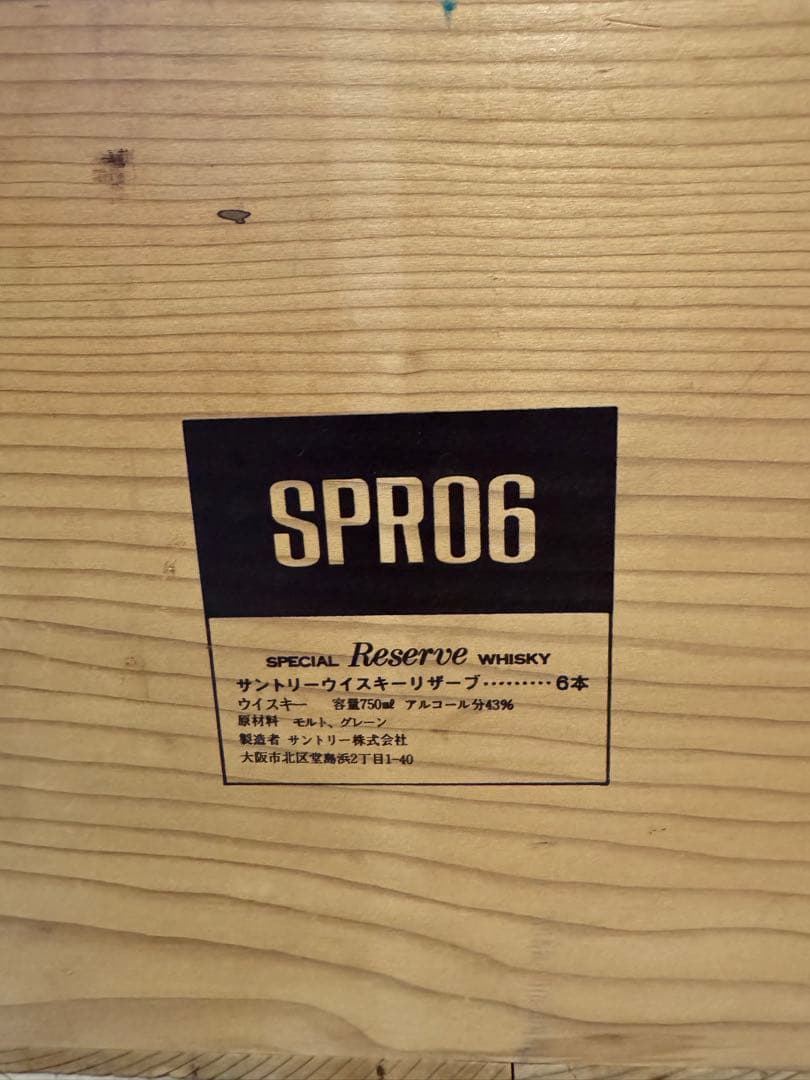 SPR06
SPECIAL Reserve WHISKY
サントリーウイスキーリザーブ‥‥‥‥‥6本
ウイスキー 容量750㎖ アルコール分43%
原材料 モルト、グレーン
製造者 サントリー株式会社
大阪市北区堂島浜2丁目1-40